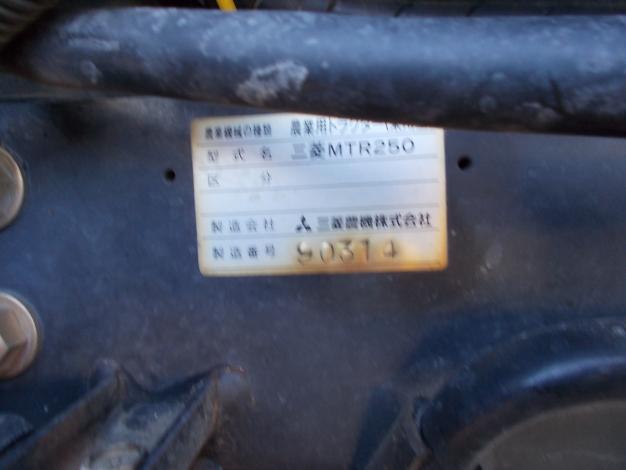 農業機械の種類 農業用トラクター
型式名 三菱MTR250
区分
製造会社 三菱農機株式会社
製造番号 90314